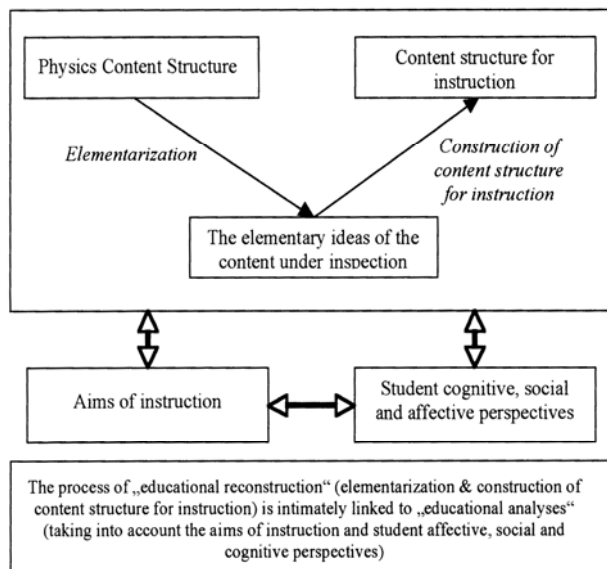 Physics Content Structure
Content structure for
instruction
Elementarization
Construction of
content structure
for instruction
The elementary ideas of the
content under inspection
Aims of instruction
Student cognitive, social
and affective perspectives
The process of „educational reconstruction“ (elementarization & construction of
content structure for instruction) is intimately linked to „educational analyses“
(taking into account the aims of instruction and student affective, social and
cognitive perspectives)